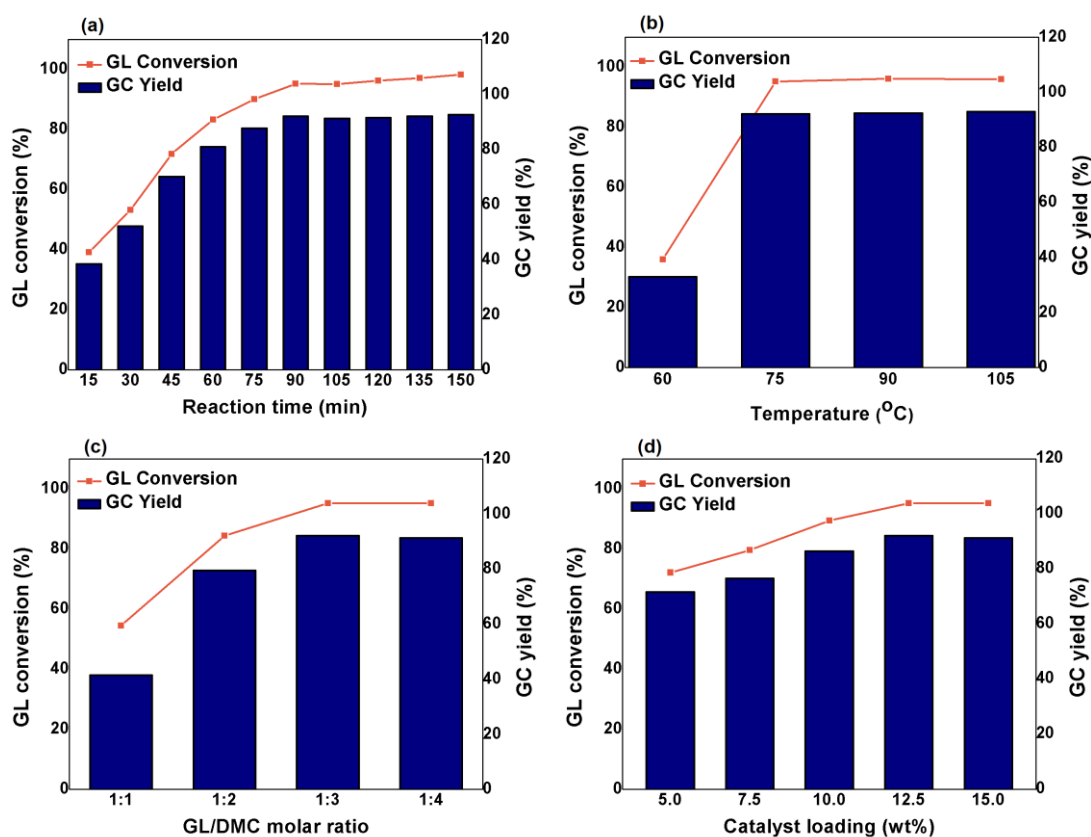 (a)
GL Conversion
GC Yield
GL conversion (%)
100
80
60
40
20
0
GC yield (%)
120
100
80
60
40
20
0
15 30 45 60 75 90 105 120 135 150
Reaction time (min)
(b)
GL Conversion
GC Yield
GL conversion (%)
100
80
60
40
20
0
GC yield (%)
120
100
80
60
40
20
0
60 75 90 105
Temperature (°C)
(c)
GL Conversion
GC Yield
GL conversion (%)
100
80
60
40
20
0
GC yield (%)
120
100
80
60
40
20
0
1:1 1:2 1:3 1:4
GL/DMC molar ratio
(d)
GL Conversion
GC Yield
GL conversion (%)
100
80
60
40
20
0
GC yield (%)
120
100
80
60
40
20
0
5.0 7.5 10.0 12.5 15.0
Catalyst loading (wt%)